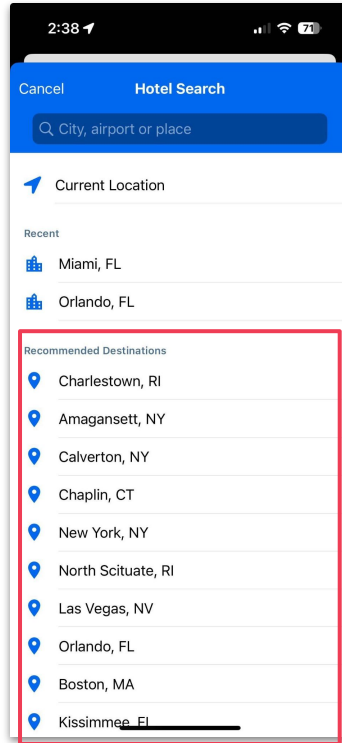 2:38
71
Cancel Hotel Search
City, airport or place
Current Location
Recent
Miami, FL
Orlando, FL
Recommended Destinations
Charlestown, RI
Amagansett, NY
Calverton, NY
Chaplin, CT
New York, NY
North Scituate, RI
Las Vegas, NV
Orlando, FL
Boston, MA
Kissimmee, FL